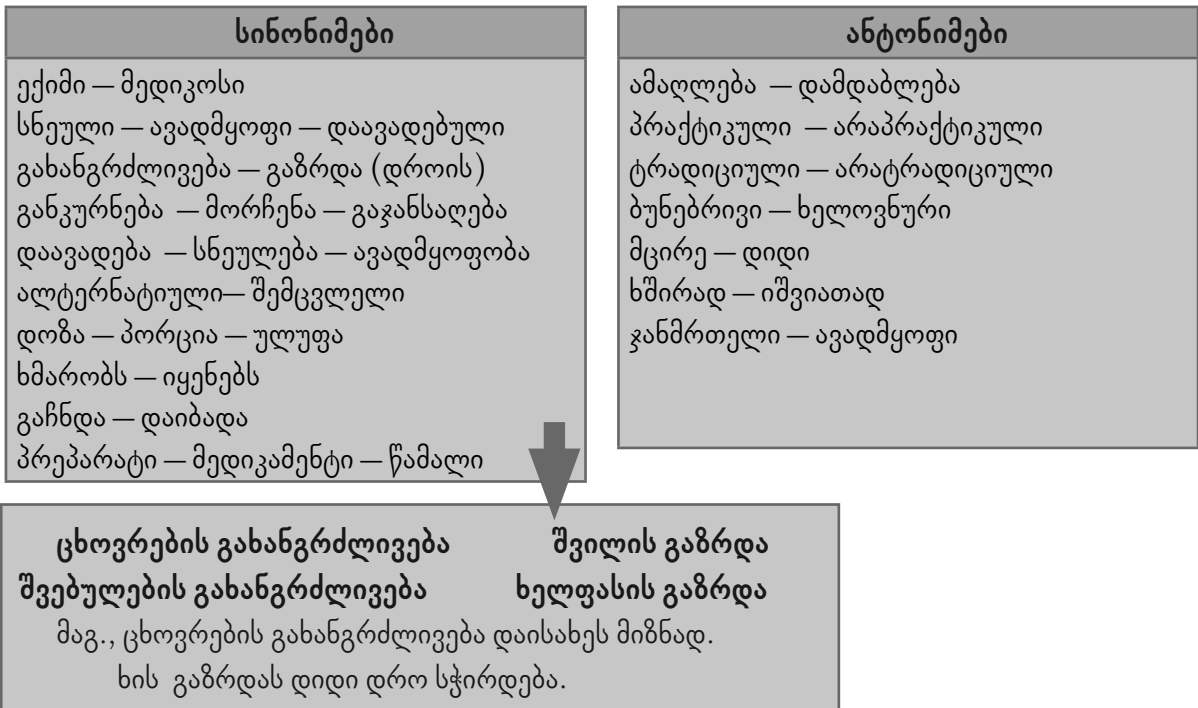 სინონიმები
ექიმი — მედიკოსი
სნეული — ავადმყოფი — დაავადებული
გახანგრძლივება — გაზრდა (დროის)
განკურნება — მორჩენა — გაჯანსაღება
დაავადება — სნეულება — ავადმყოფობა
ალტერნატიული— შემცვლელი
დოზა — პორცია — ულუფა
ხმარობს — იყენებს
გაჩნდა — დაიბადა
პრეპარატი — მედიკამენტი — წამალი
ანტონიმები
ამაღლება — დამდაბლება
პრაქტიკული — არაპრაქტიკული
ტრადიციული — არატრადიციული
ბუნებრივი — ხელოვნური
მცირე — დიდი
ხშირად — იშვიათად
ჯანმრთელი — ავადმყოფი
ცხოვრების გახანგრძლივება შვილის გაზრდა
შვებულების გახანგრძლივება ხელფასის გაზრდა
მაგ., ცხოვრების გახანგრძლივება დაისახეს მიზნად.
ხის გაზრდას დიდი დრო სჭირდება.